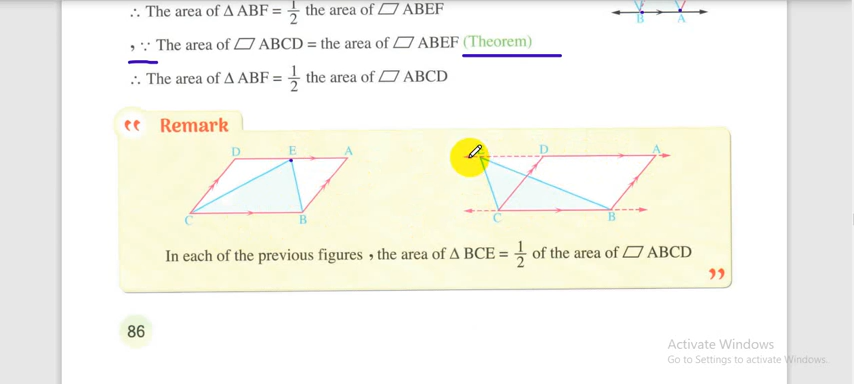 ∴ The area of Δ ABF = 1/2 the area of ▱ ABEF
, ∵ The area of ▱ ABCD = the area of ▱ ABEF (Theorem)
∴ The area of Δ ABF = 1/2 the area of ▱ ABCD
B A
Remark
D E A
C B
D A
C B
In each of the previous figures , the area of Δ BCE = 1/2 of the area of ▱ ABCD
86
Activate Windows
Go to Settings to activate Windows.